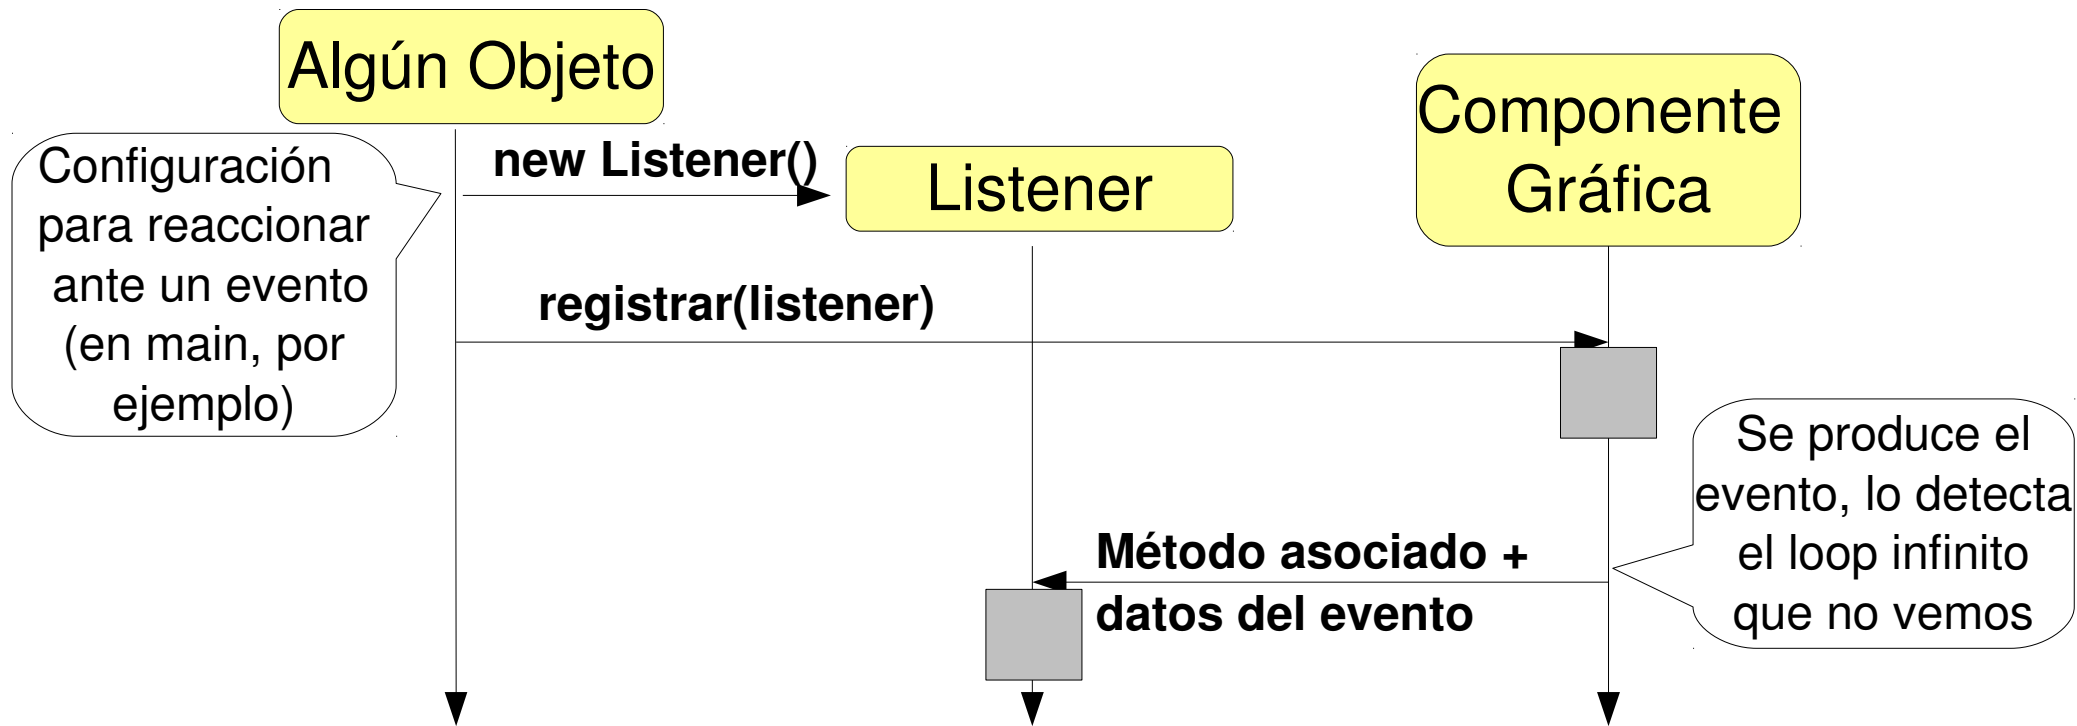 Algún Objeto
Configuración
para reaccionar
ante un evento
(en main, por
ejemplo)
new Listener()
Listener
Componente
Gráfica
registrar(listener)
Se produce el
evento, lo detecta
el loop infinito
que no vemos
Método asociado +
datos del evento